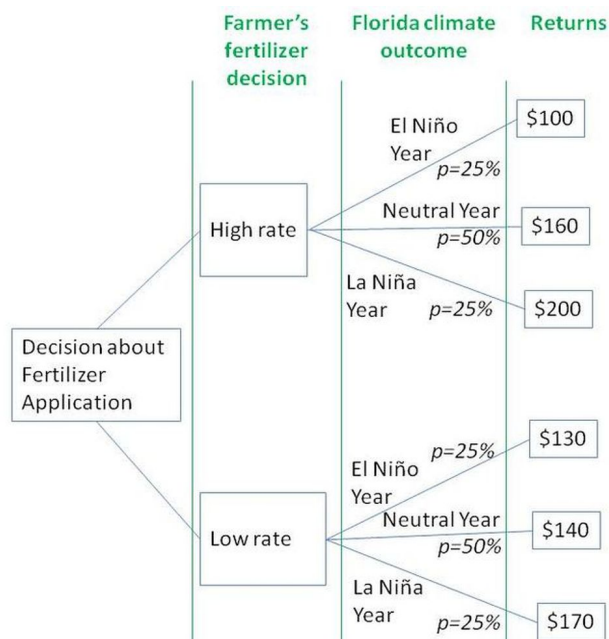 Farmer's
fertilizer
decision
Florida climate
outcome
Returns
El Niño
Year
p=25%
$100
High rate
Neutral Year
p=50%
$160
La Niña
Year
p=25%
$200
Decision about
Fertilizer
Application
El Niño
Year
p=25%
$130
Low rate
Neutral Year
p=50%
$140
La Niña
Year
p=25%
$170